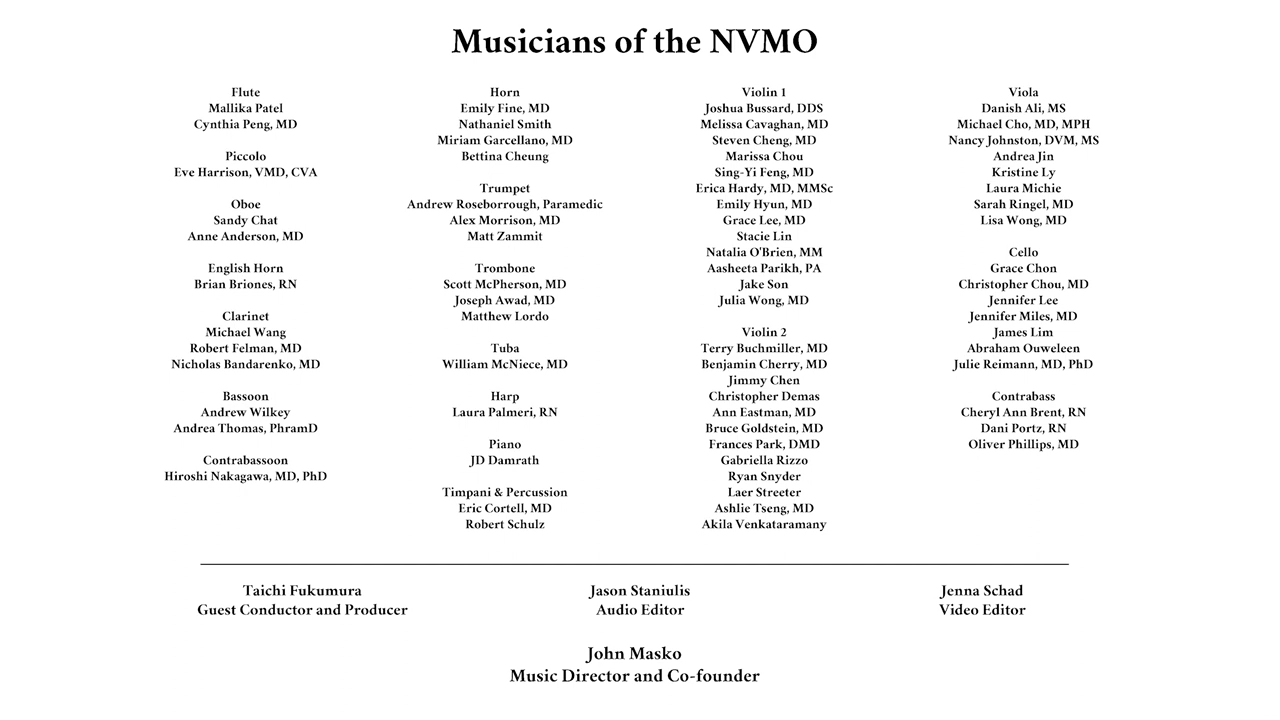 Musicians of the NVMO
Flute
Mallika Patel
Cynthia Peng, MD
Piccolo
Eve Harrison, VMD, CVA
Oboe
Sandy Chat
Anne Anderson, MD
English Horn
Brian Briones, RN
Clarinet
Michael Wang
Robert Felman, MD
Nicholas Bandarenko, MD
Bassoon
Andrew Wilkey
Andrea Thomas, PhramD
Contrabassoon
Hiroshi Nakagawa, MD, PhD
Horn
Emily Fine, MD
Nathaniel Smith
Miriam Garcellano, MD
Bettina Cheung
Trumpet
Andrew Roseborrough, Paramedic
Alex Morrison, MD
Matt Zammit
Trombone
Scott McPherson, MD
Joseph Awad, MD
Matthew Lordo
Tuba
William McNiece, MD
Harp
Laura Palmeri, RN
Piano
JD Damrath
Timpani & Percussion
Eric Cortell, MD
Robert Schulz
Violin 1
Joshua Bussard, DDS
Melissa Cavaghan, MD
Steven Cheng, MD
Marissa Chou
Sing-Yi Feng, MD
Erica Hardy, MD, MMSc
Emily Hyun, MD
Grace Lee, MD
Stacie Lin
Natalia O'Brien, MM
Aasheeta Parikh, PA
Jake Son
Julia Wong, MD
Violin 2
Terry Buchmiller, MD
Benjamin Cherry, MD
Jimmy Chen
Christopher Demas
Ann Eastman, MD
Bruce Goldstein, MD
Frances Park, DMD
Gabriella Rizzo
Ryan Snyder
Laer Streeter
Ashlie Tseng, MD
Akila Venkataramany
Viola
Danish Ali, MS
Michael Cho, MD, MPH
Nancy Johnston, DVM, MS
Andrea Jin
Kristine Ly
Laura Michie
Sarah Ringel, MD
Lisa Wong, MD
Cello
Grace Chon
Christopher Chou, MD
Jennifer Lee
Jennifer Miles, MD
James Lim
Abraham Ouweleen
Julie Reimann, MD, PhD
Contrabass
Cheryl Ann Brent, RN
Dani Portz, RN
Oliver Phillips, MD
Taichi Fukumura
Guest Conductor and Producer
Jason Staniulis
Audio Editor
Jenna Schad
Video Editor
John Masko
Music Director and Co-founder